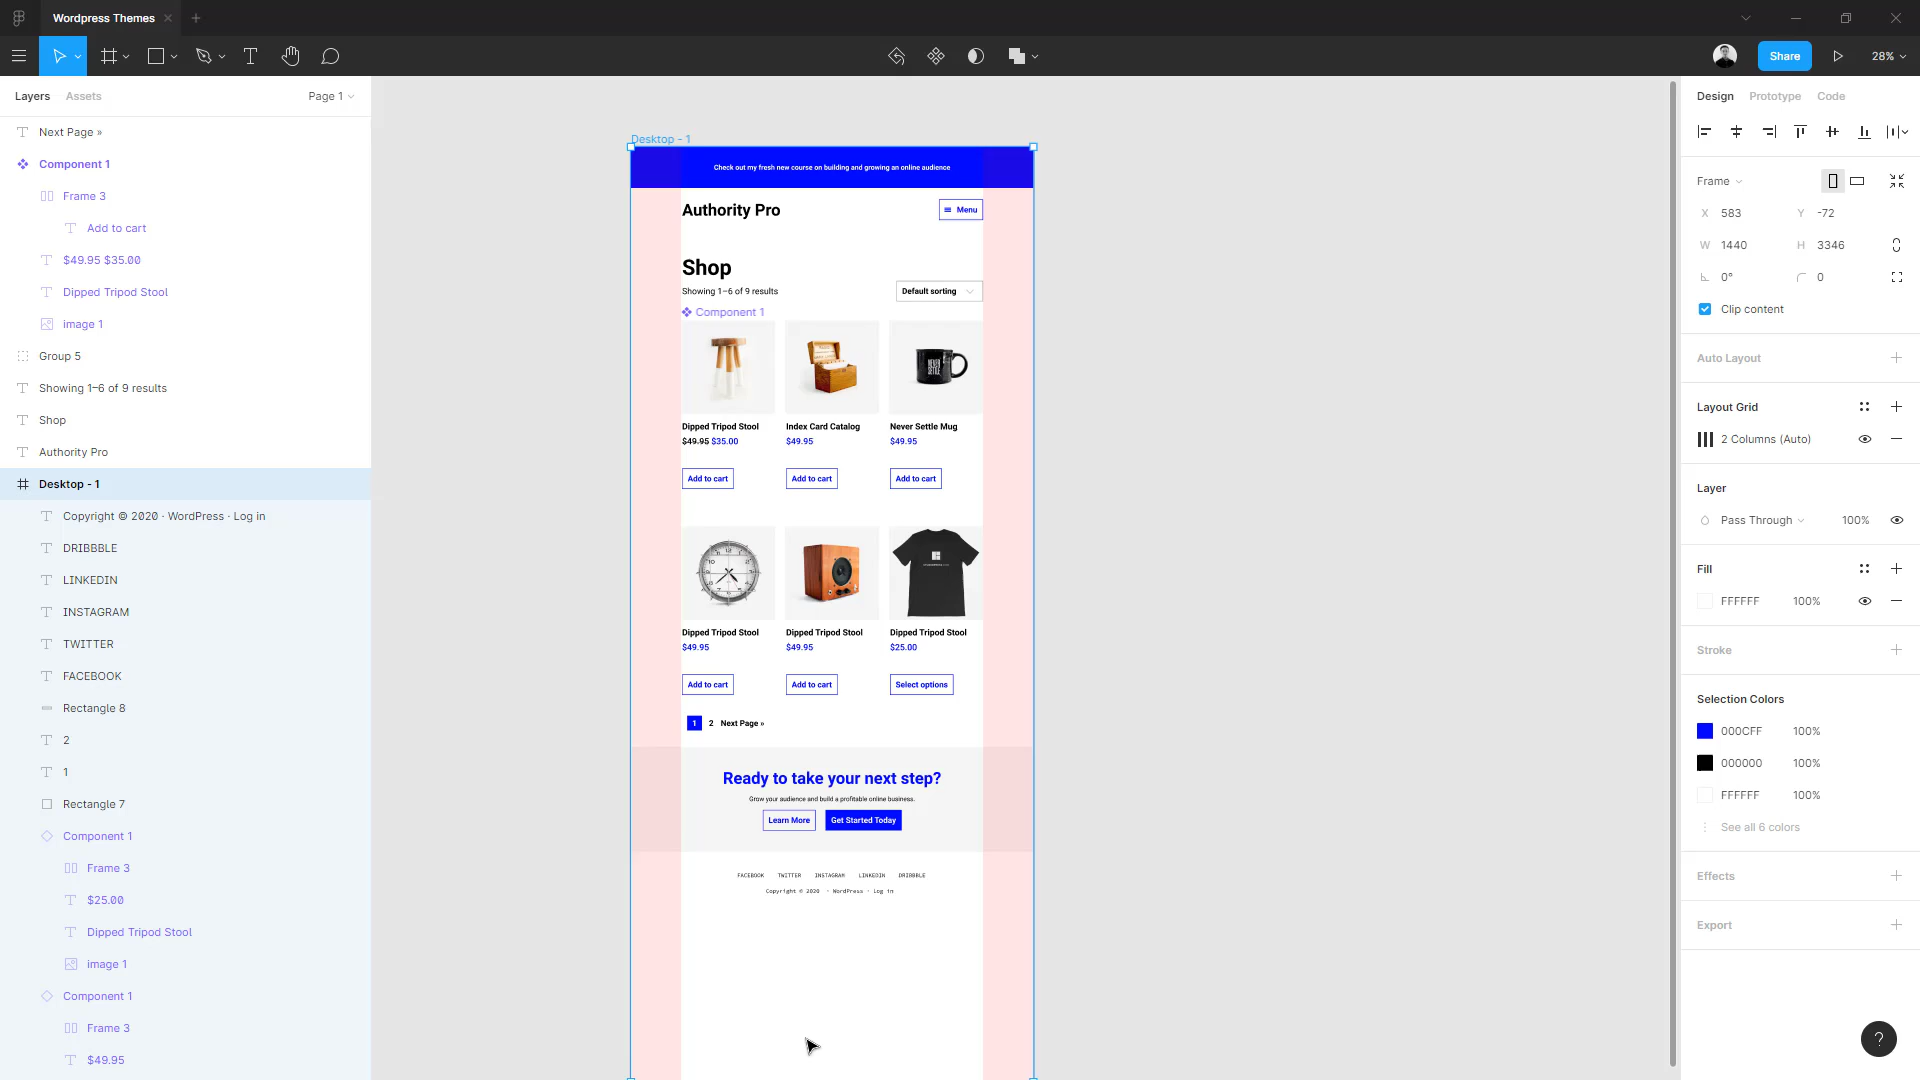 Wordpress Themes
Share
28%
Layers
Assets
Page 1
Next Page »
Component 1
Frame 3
Add to cart
$49.95 $35.00
Dipped Tripod Stool
image 1
Group 5
Showing 1–6 of 9 results
Shop
Authority Pro
Desktop - 1
Copyright © 2020 · WordPress · Log in
DRIBBBLE
LINKEDIN
INSTAGRAM
TWITTER
FACEBOOK
Rectangle 8
2
1
Rectangle 7
Component 1
Frame 3
$25.00
Dipped Tripod Stool
image 1
Component 1
Frame 3
$49.95
Desktop - 1
Check out my fresh new course on building and growing an online audience
Authority Pro
Menu
Shop
Showing 1–6 of 9 results
Default sorting
Component 1
NEVER SETTLE
Dipped Tripod Stool
$49.95 $35.00
Add to cart
Index Card Catalog
$49.95
Add to cart
Never Settle Mug
$49.95
Add to cart
Dipped Tripod Stool
$49.95
Add to cart
Dipped Tripod Stool
$49.95
Add to cart
Dipped Tripod Stool
$25.00
Select options
1 2 Next Page »
Ready to take your next step?
Grow your audience and build a profitable online business.
Learn More
Get Started Today
FACEBOOK TWITTER INSTAGRAM LINKEDIN DRIBBBLE
Copyright © 2020 · WordPress · Log in
Design
Prototype
Code
Frame
X 583
Y -72
W 1440
H 3346
0°
0
Clip content
Auto Layout
Layout Grid
2 Columns (Auto)
Layer
Pass Through
100%
Fill
FFFFFF 100%
Stroke
Selection Colors
000CFF 100%
000000 100%
FFFFFF 100%
See all 6 colors
Effects
Export
?